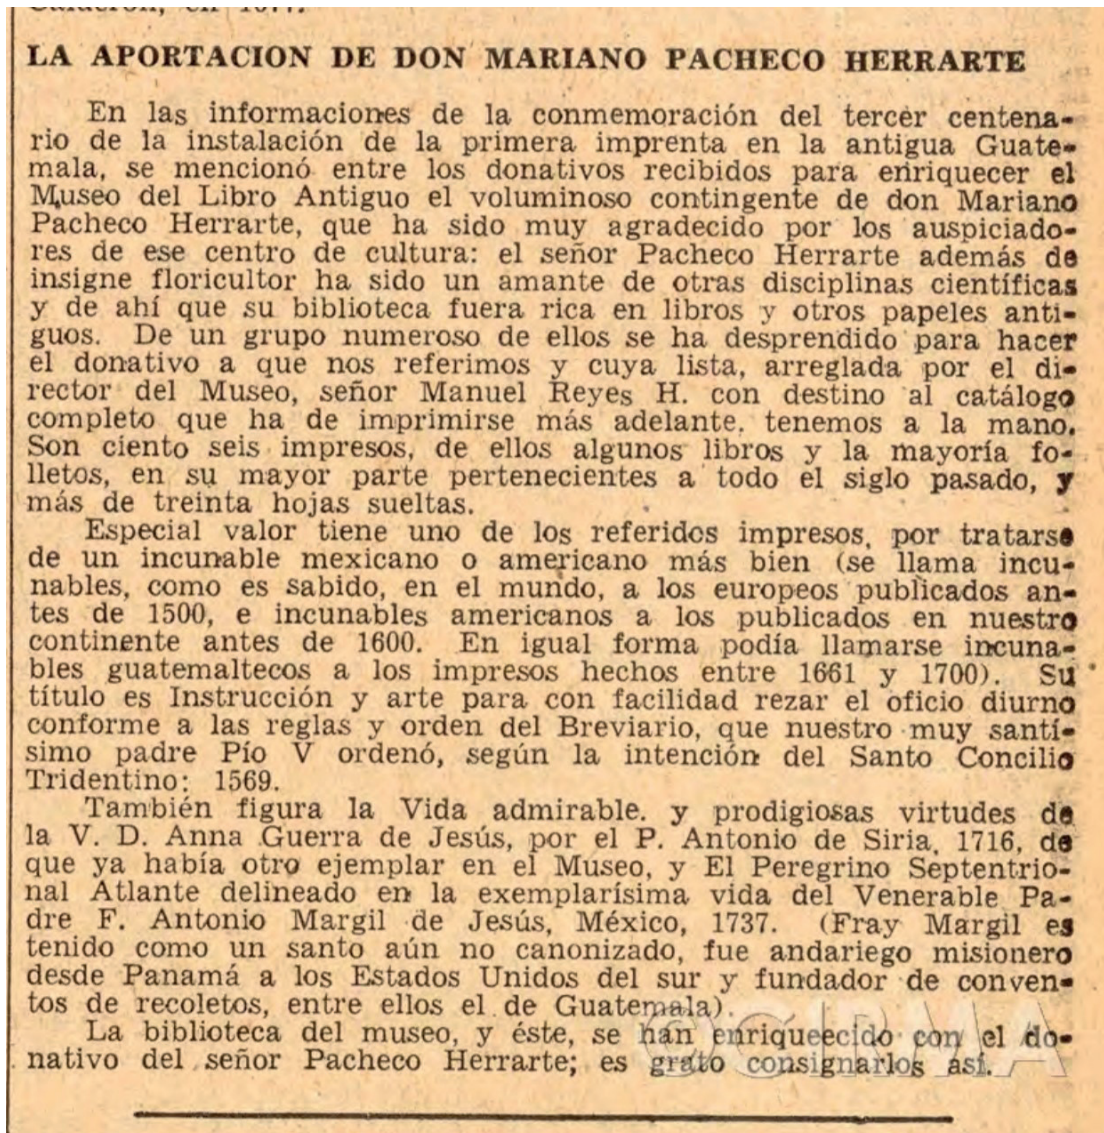 Calderón, en 1677.
LA APORTACION DE DON MARIANO PACHECO HERRARTE
En las informaciones de la conmemoración del tercer centena-
rio de la instalación de la primera imprenta en la antigua Guate-
mala, se mencionó entre los donativos recibidos para enriquecer el
Museo del Libro Antiguo el voluminoso contingente de don Mariano
Pacheco Herrarte, que ha sido muy agradecido por los auspiciado-
res de ese centro de cultura: el señor Pacheco Herrarte además de
insigne floricultor ha sido un amante de otras disciplinas científicas
y de ahí que su biblioteca fuera rica en libros y otros papeles anti-
guos. De un grupo numeroso de ellos se ha desprendido para hacer
el donativo a que nos referimos y cuya lista, arreglada por el di-
rector del Museo, señor Manuel Reyes H. con destino al catálogo
completo que ha de imprimirse más adelante. tenemos a la mano.
Son ciento seis impresos, de ellos algunos libros y la mayoría fo-
lletos, en su mayor parte pertenecientes a todo el siglo pasado, y
más de treinta hojas sueltas.
Especial valor tiene uno de los referidos impresos, por tratarse
de un incunable mexicano o americano más bien (se llama incu-
nables, como es sabido, en el mundo, a los europeos publicados an-
tes de 1500, e incunables americanos a los publicados en nuestro
continente antes de 1600. En igual forma podía llamarse incuna-
bles guatemaltecos a los impresos hechos entre 1661 y 1700). Su
título es Instrucción y arte para con facilidad rezar el oficio diurno
conforme a las reglas y orden del Breviario, que nuestro muy santí-
simo padre Pío V ordenó, según la intención del Santo Concilio
Tridentino: 1569.
También figura la Vida admirable. y prodigiosas virtudes de
la V. D. Anna Guerra de Jesús, por el P. Antonio de Siria, 1716, de
que ya había otro ejemplar en el Museo, y El Peregrino Septentrio-
nal Atlante delineado en la exemplarísima vida del Venerable Pa-
dre F. Antonio Margil de Jesús, México, 1737. (Fray Margil es
tenido como un santo aún no canonizado, fue andariego misionero
desde Panamá a los Estados Unidos del sur y fundador de conven-
tos de recoletos, entre ellos el de Guatemala).
La biblioteca del museo, y éste, se han enriqueecido con el do-
nativo del señor Pacheco Herrarte; es grato consignarlos así.
©CIRMA